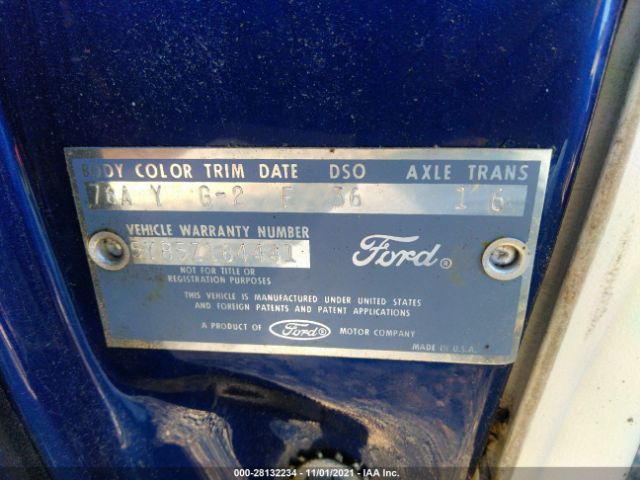 BODY COLOR TRIM DATE DSO AXLE TRANS
76A Y G-2 36 1 6
VEHICLE WARRANTY NUMBER
5Y85Z164441
Ford®
NOT FOR TITLE OR
REGISTRATION PURPOSES
THIS VEHICLE IS MANUFACTURED UNDER UNITED STATES
AND FOREIGN PATENTS AND PATENT APPLICATIONS
A PRODUCT OF Ford® MOTOR COMPANY
MADE IN U.S.A.
000-28132234 - 11/01/2021 - IAA Inc.